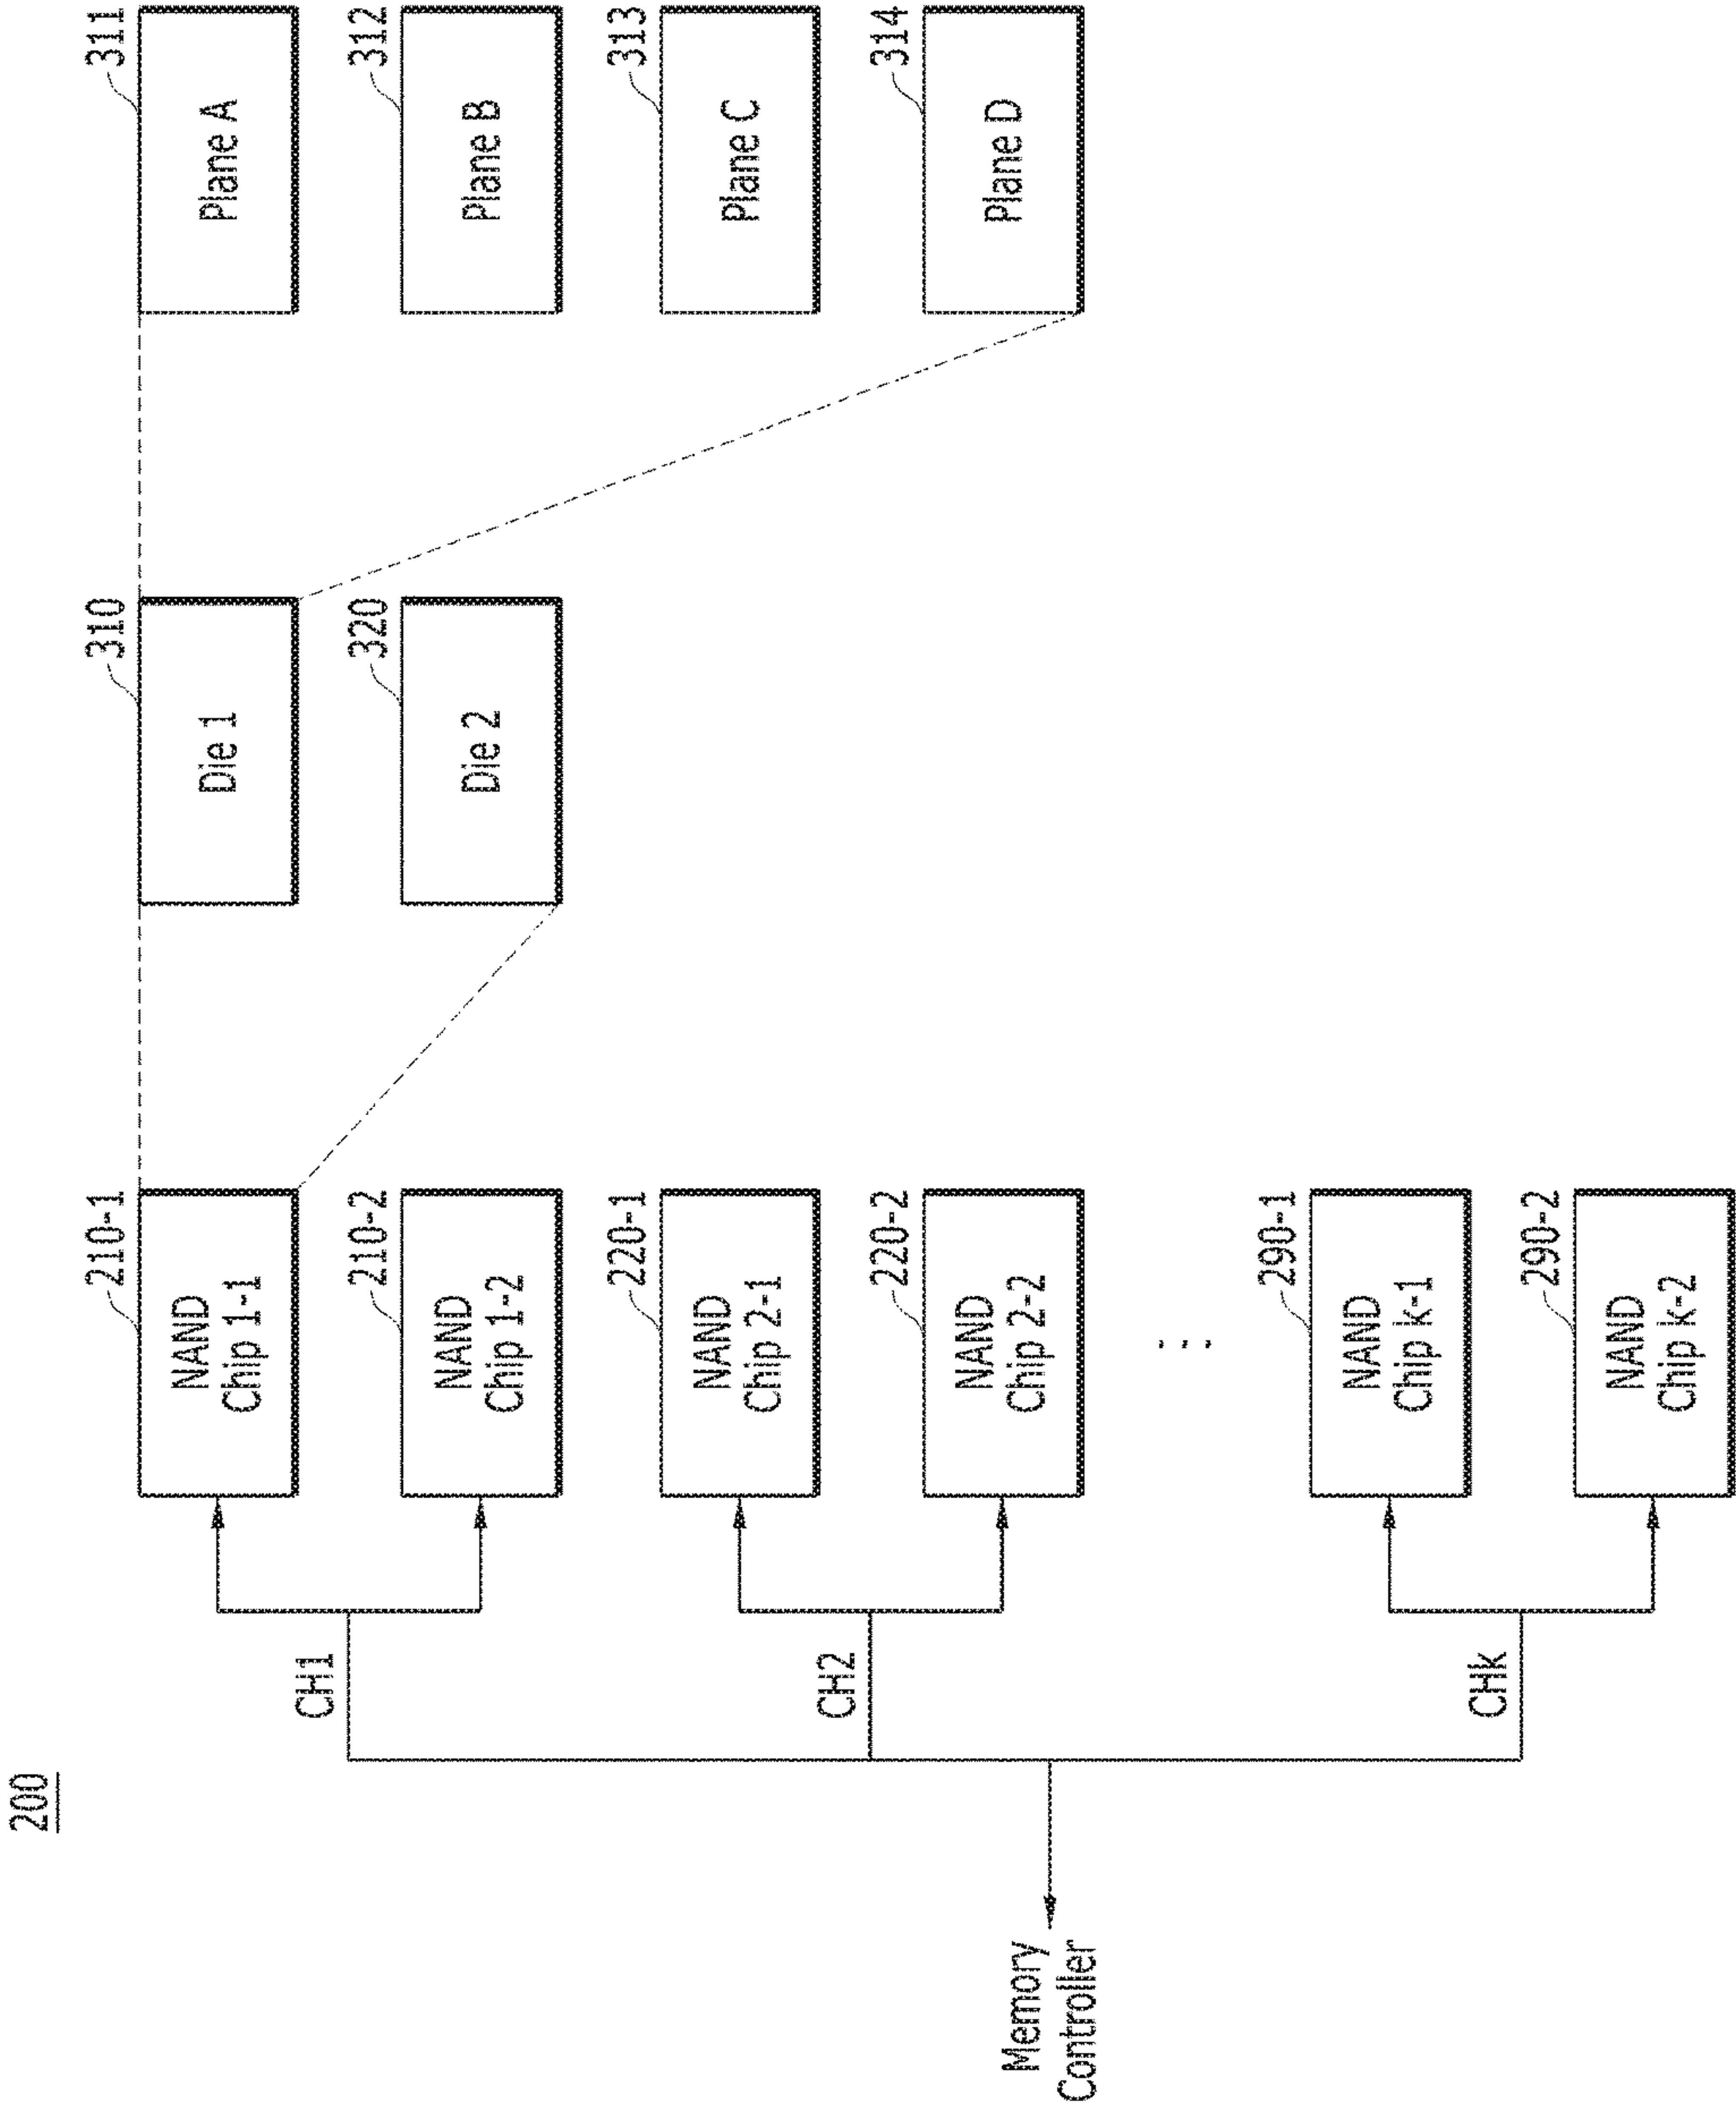 200
Memory
Controller
CH1
CH2
CHk
210-1
NAND
Chip 1-1
210-2
NAND
Chip 1-2
220-1
NAND
Chip 2-1
220-2
NAND
Chip 2-2
...
290-1
NAND
Chip k-1
290-2
NAND
Chip k-2
310
Die 1
320
Die 2
311
Plane A
312
Plane B
313
Plane C
314
Plane D